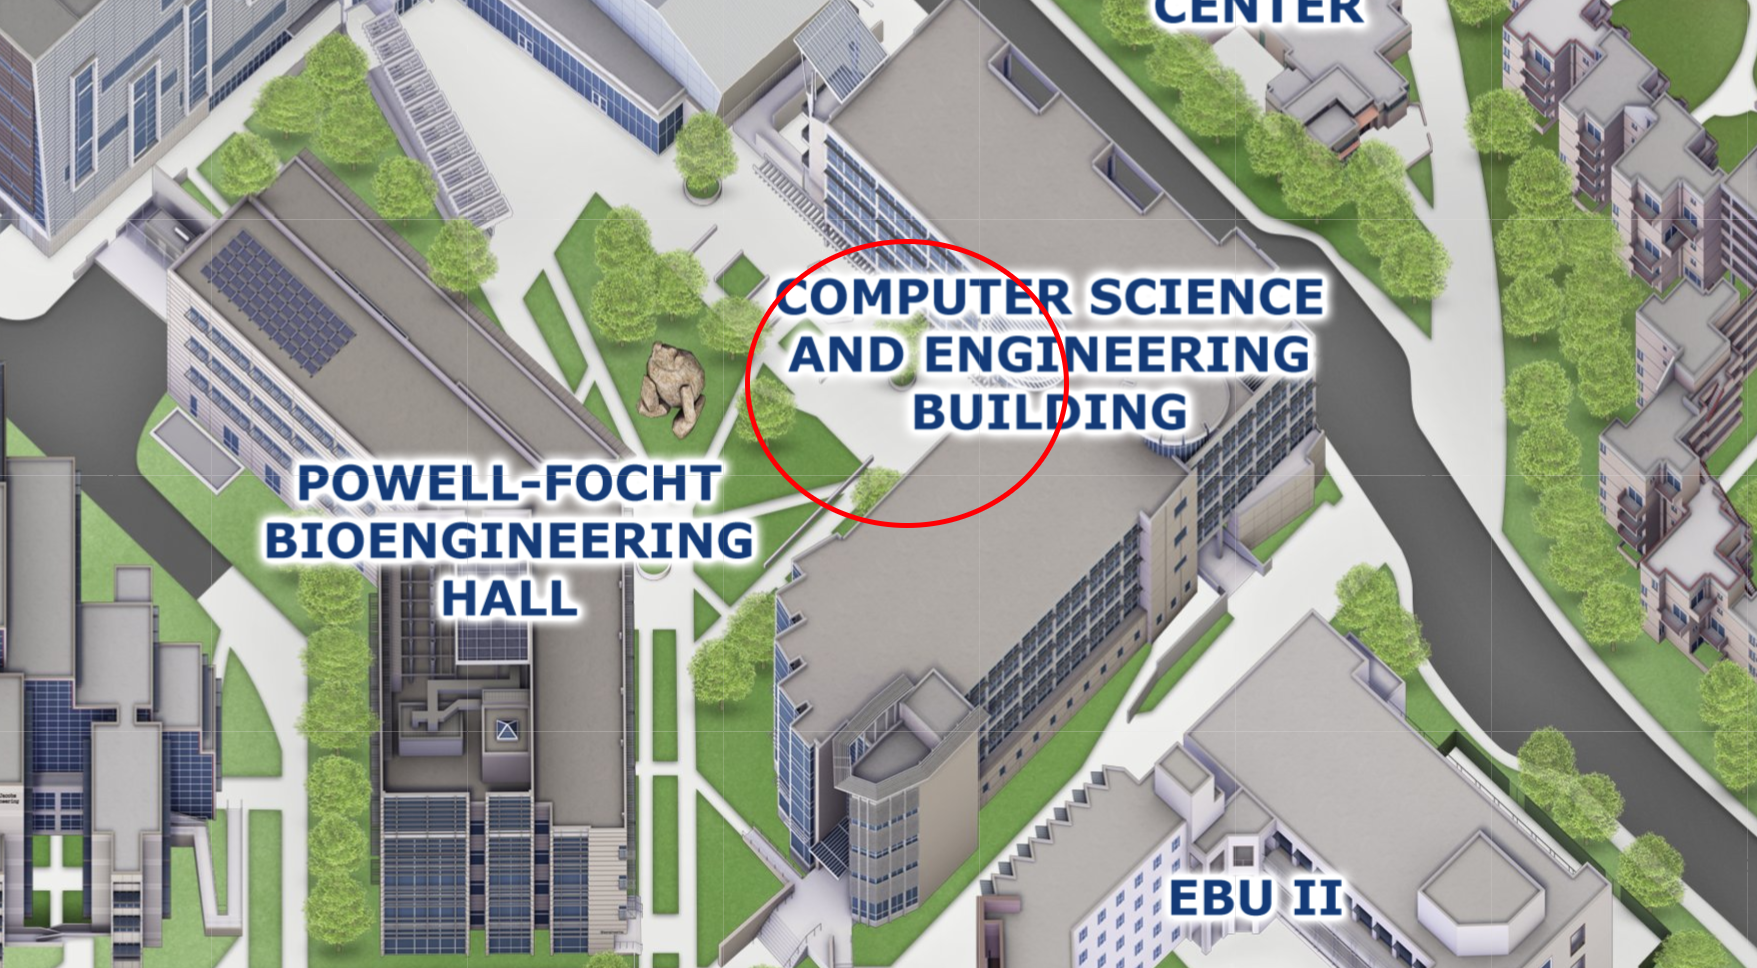 CENTER
COMPUTER SCIENCE
AND ENGINEERING
BUILDING
POWELL-FOCHT
BIOENGINEERING
HALL
EBU II